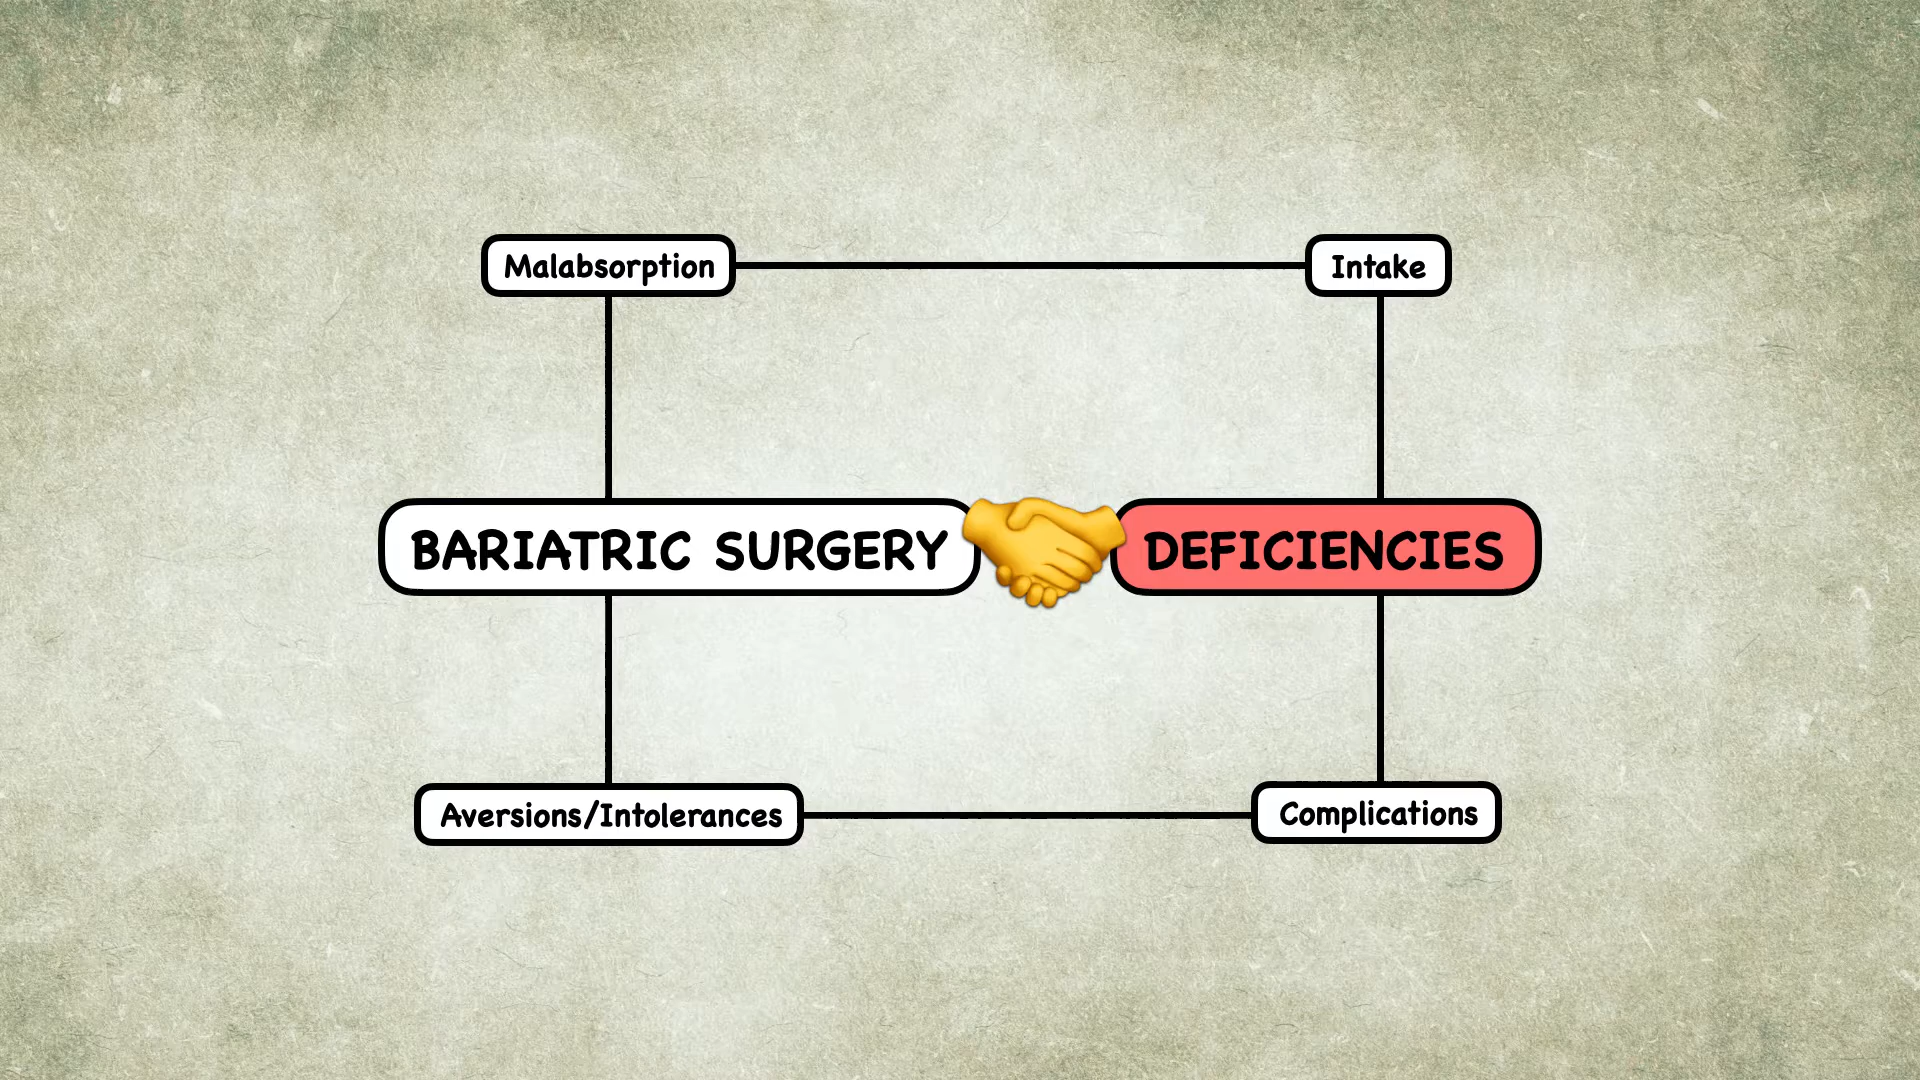 Malabsorption
Intake
BARIATRIC SURGERY
DEFICIENCIES
Aversions/Intolerances
Complications